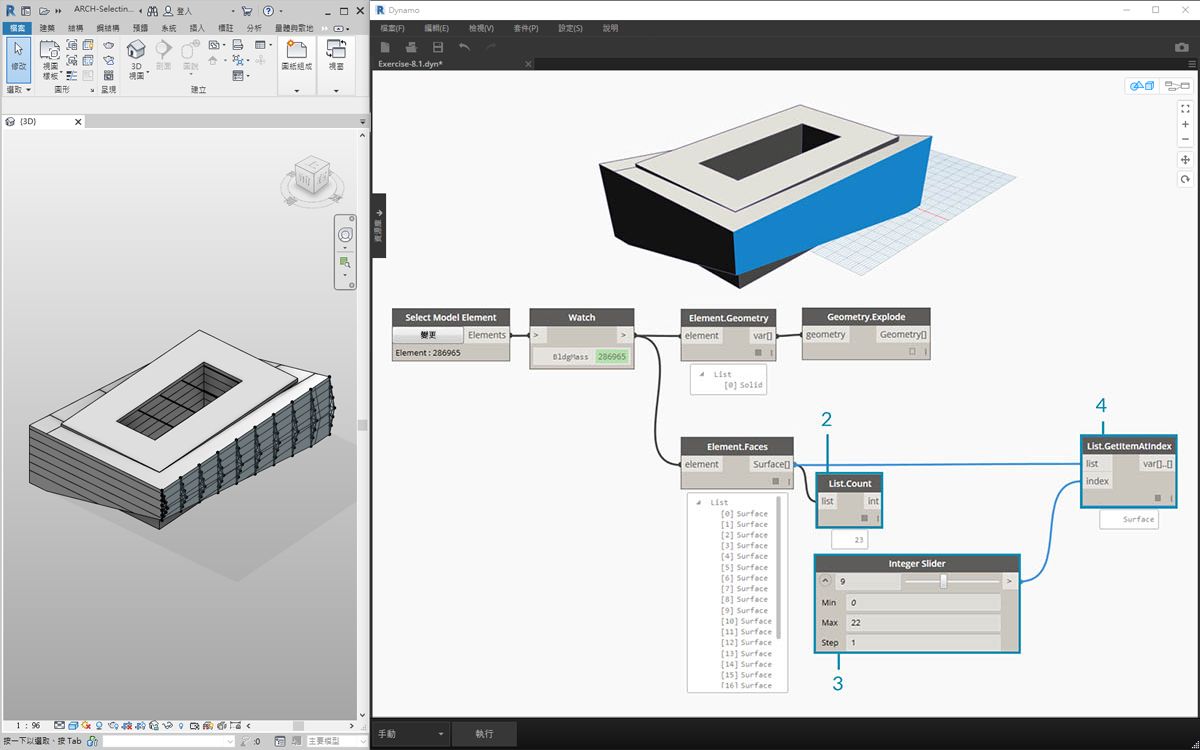 ARCH-Selectin...
登入
檔案 建築 結構 鋼結構 預鑄 系統 插入 標註 分析 量體與敷地
修改
視圖
樣板
3D
視圖
剖面
圖說
圖紙組成
視窗
選取
圖形
呈現
建立
{3D}
1 : 96
按一下以選取、按 Tab
:0
主要模型
Dynamo
檔案(F) 編輯(E) 檢視(V) 套件(P) 設定(S) 說明
Exercise-8.1.dyn*
資源庫
Select Model Element
變更
Elements
Element : 286965
Watch
> >
BldgMass 286965
Element.Geometry
element var[]
List
[0] Solid
Geometry.Explode
geometry Geometry[]
Element.Faces
element Surface[]
List
[0] Surface
[1] Surface
[2] Surface
[3] Surface
[4] Surface
[5] Surface
[6] Surface
[7] Surface
[8] Surface
[9] Surface
[10] Surface
[11] Surface
[12] Surface
[13] Surface
[14] Surface
[15] Surface
[16] Surface
2
List.Count
list int
23
Integer Slider
9 >
Min 0
Max 22
Step 1
3
4
List.GetItemAtIndex
list var[]..[]
index
Surface
手動
執行